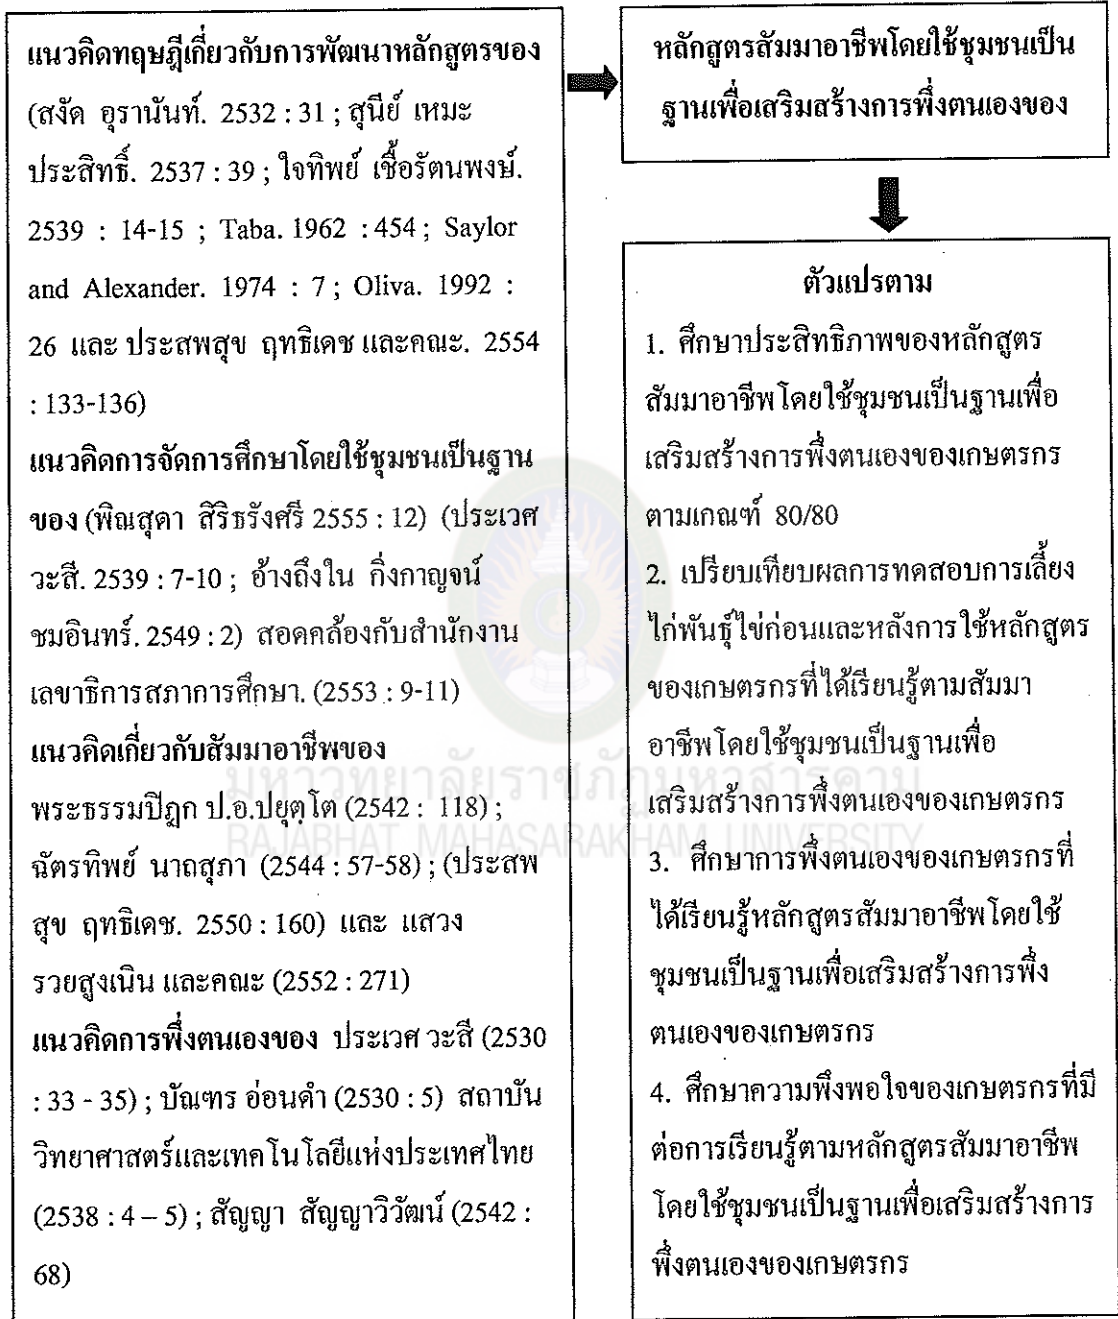 แนวคิดทฤษฎีเกี่ยวกับการพัฒนาหลักสูตรของ
(สงัด อุรานันท์. 2532 : 31 ; สุนีย์ เหมะ
ประสิทธิ์. 2537 : 39 ; ใจทิพย์ เชื้อรัตนพงษ์.
2539 : 14-15 ; Taba. 1962 : 454 ; Saylor
and Alexander. 1974 : 7 ; Oliva. 1992 :
26 และ ประสพสุข ฤทธิเดช และคณะ. 2554
: 133-136)
แนวคิดการจัดการศึกษาโดยใช้ชุมชนเป็นฐาน
ของ (พิณสุดา สิริธรังศรี 2555 : 12) (ประเวศ
วะสี. 2539 : 7-10 ; อ้างถึงใน กิ่งกาญจน์
ชมอินทร์. 2549 : 2) สอดคล้องกับสำนักงาน
เลขาธิการสภาการศึกษา. (2553 : 9-11)
แนวคิดเกี่ยวกับสัมมาอาชีพของ
พระธรรมปิฎก ป.อ.ปยุตฺโต (2542 : 118) ;
ฉัตรทิพย์ นาถสุภา (2544 : 57-58) ; (ประสพ
สุข ฤทธิเดช. 2550 : 160) และ แสวง
รวยสูงเนิน และคณะ (2552 : 271)
แนวคิดการพึ่งตนเองของ ประเวศ วะสี (2530
: 33 - 35) ; บัณฑร อ่อนดำ (2530 : 5) สถาบัน
วิทยาศาสตร์และเทคโนโลยีแห่งประเทศไทย
(2538 : 4 – 5) ; สัญญา สัญญาวิวัฒน์ (2542 :
68)
หลักสูตรสัมมาอาชีพโดยใช้ชุมชนเป็น
ฐานเพื่อเสริมสร้างการพึ่งตนเองของ
ตัวแปรตาม
1. ศึกษาประสิทธิภาพของหลักสูตร
สัมมาอาชีพโดยใช้ชุมชนเป็นฐานเพื่อ
เสริมสร้างการพึ่งตนเองของเกษตรกร
ตามเกณฑ์ 80/80
2. เปรียบเทียบผลการทดสอบการเลี้ยง
ไก่พันธุ์ไข่ก่อนและหลังการใช้หลักสูตร
ของเกษตรกรที่ได้เรียนรู้ตามสัมมา
อาชีพโดยใช้ชุมชนเป็นฐานเพื่อ
เสริมสร้างการพึ่งตนเองของเกษตรกร
3. ศึกษาการพึ่งตนเองของเกษตรกรที่
ได้เรียนรู้หลักสูตรสัมมาอาชีพโดยใช้
ชุมชนเป็นฐานเพื่อเสริมสร้างการพึ่ง
ตนเองของเกษตรกร
4. ศึกษาความพึงพอใจของเกษตรกรที่มี
ต่อการเรียนรู้ตามหลักสูตรสัมมาอาชีพ
โดยใช้ชุมชนเป็นฐานเพื่อเสริมสร้างการ
พึ่งตนเองของเกษตรกร
มหาวิทยาลัยราชภัฏมหาสารคาม
RAJABHAT MAHASARAKHAM UNIVERSITY